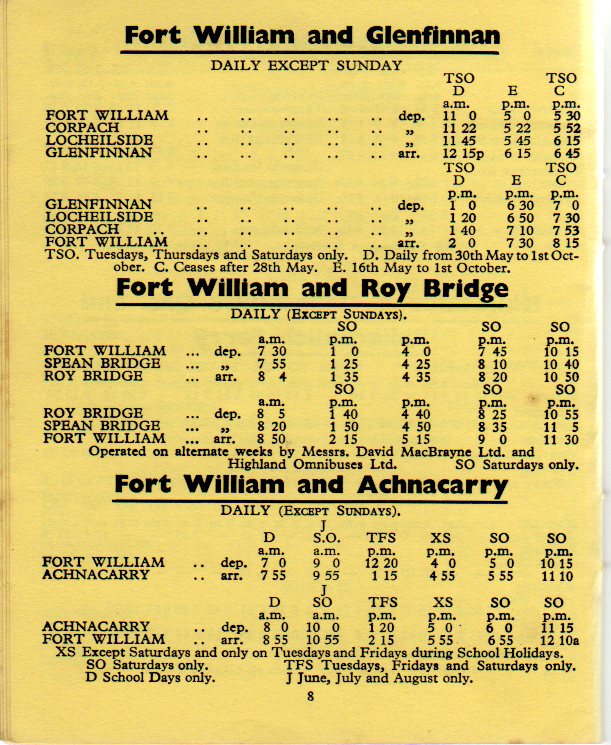 Fort William and Glenfinnan
DAILY EXCEPT SUNDAY
TSO TSO
D E C
a.m. p.m. p.m.
FORT WILLIAM .. .. .. .. .. dep. 11 0 5 0 5 30
CORPACH .. .. .. .. .. „ 11 22 5 22 5 52
LOCHEILSIDE .. .. .. .. .. „ 11 45 5 45 6 15
GLENFINNAN .. .. .. .. .. arr. 12 15p 6 15 6 45
TSO TSO
D E C
p.m. p.m. p.m.
GLENFINNAN .. .. .. .. .. dep. 1 0 6 30 7 0
LOCHEILSIDE .. .. .. .. .. „ 1 20 6 50 7 30
CORPACH .. .. .. .. .. .. „ 1 40 7 10 7 53
FORT WILLIAM .. .. .. .. .. arr. 2 0 7 30 8 15
TSO. Tuesdays, Thursdays and Saturdays only. D. Daily from 30th May to 1st Oct-
ober. C. Ceases after 28th May. E. 16th May to 1st October.
Fort William and Roy Bridge
DAILY (EXCEPT SUNDAYS).
SO SO SO
a.m. p.m. p.m. p.m. p.m.
FORT WILLIAM ... dep. 7 30 1 0 4 0 7 45 10 15
SPEAN BRIDGE ... „ 7 55 1 25 4 25 8 10 10 40
ROY BRIDGE ... arr. 8 4 1 35 4 35 8 20 10 50
SO SO SO
a.m. p.m. p.m. p.m. p.m.
ROY BRIDGE ... dep. 8 5 1 40 4 40 8 25 10 55
SPEAN BRIDGE ... „ 8 20 1 50 4 50 8 35 11 5
FORT WILLIAM ... arr. 8 50 2 15 5 15 9 0 11 30
Operated on alternate weeks by Messrs. David MacBrayne Ltd. and
Highland Omnibuses Ltd. SO Saturdays only.
Fort William and Achnacarry
DAILY (EXCEPT SUNDAYS).
J
D S.O. TFS XS SO SO
a.m. a.m. p.m. p.m. p.m. p.m.
FORT WILLIAM .. dep. 7 0 9 0 12 20 4 0 5 0 10 15
ACHNACARRY .. arr. 7 55 9 55 1 15 4 55 5 55 11 10
J
D SO TFS XS SO SO
a.m. a.m. p.m. p.m. p.m. p.m.
ACHNACARRY .. dep. 8 0 10 0 1 20 5 0 6 0 11 15
FORT WILLIAM .. arr. 8 55 10 55 2 15 5 55 6 55 12 10a
XS Except Saturdays and only on Tuesdays and Fridays during School Holidays.
SO Saturdays only. TFS Tuesdays, Fridays and Saturdays only.
D School Days only. J June, July and August only.
8